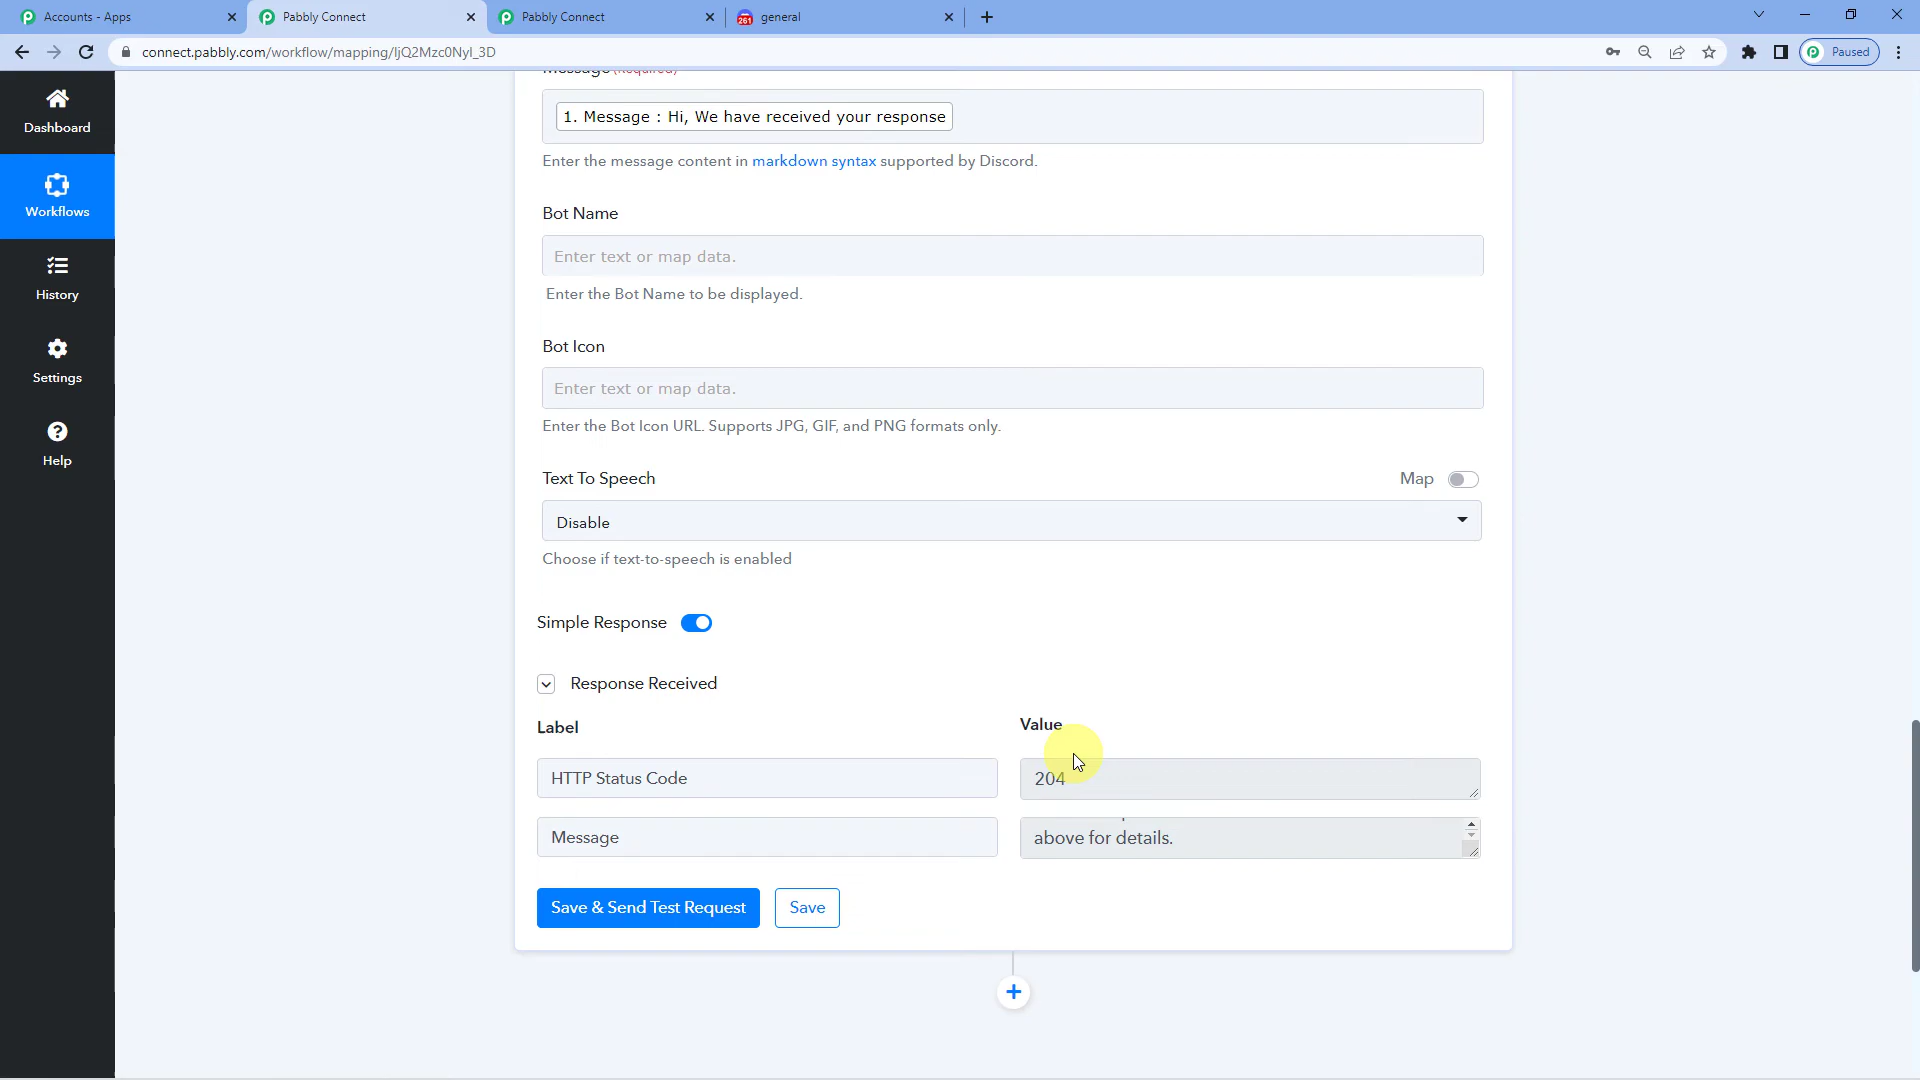 Accounts - Apps
Pabbly Connect
Pabbly Connect
261
general
connect.pabbly.com/workflow/mapping/IjQ2Mzc0NyI_3D
Paused
Dashboard
Workflows
History
Settings
Help
Message (Required)
1. Message : Hi, We have received your response
Enter the message content in markdown syntax supported by Discord.
Bot Name
Enter text or map data.
Enter the Bot Name to be displayed.
Bot Icon
Enter text or map data.
Enter the Bot Icon URL. Supports JPG, GIF, and PNG formats only.
Text To Speech
Map
Disable
Choose if text-to-speech is enabled
Simple Response
Response Received
Label
Value
HTTP Status Code
204
Message
above for details.
Save & Send Test Request
Save